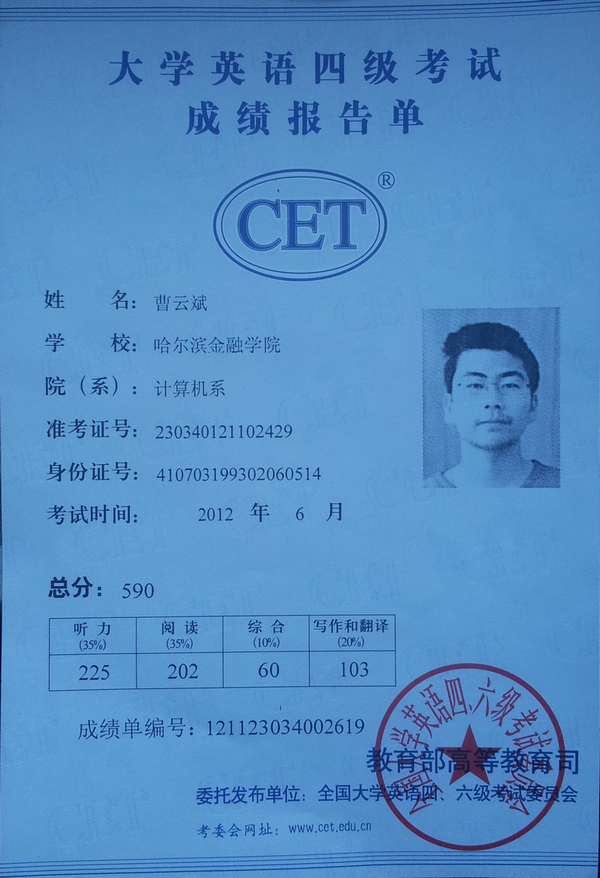 大学英语四级考试
成绩报告单
CET®
姓 名：曹云斌
学 校：哈尔滨金融学院
院（系）：计算机系
准考证号：230340121102429
身份证号：410703199302060514
考试时间： 2012 年 6 月
总分：590
听力 阅读 综合 写作和翻译
(35%) (35%) (10%) (20%)
225 202 60 103
成绩单编号：121123034002619
全国大学英语四、六级考试委员会
教育部高等教育司
委托发布单位：全国大学英语四、六级考试委员会
考委会网址：www.cet.edu.cn